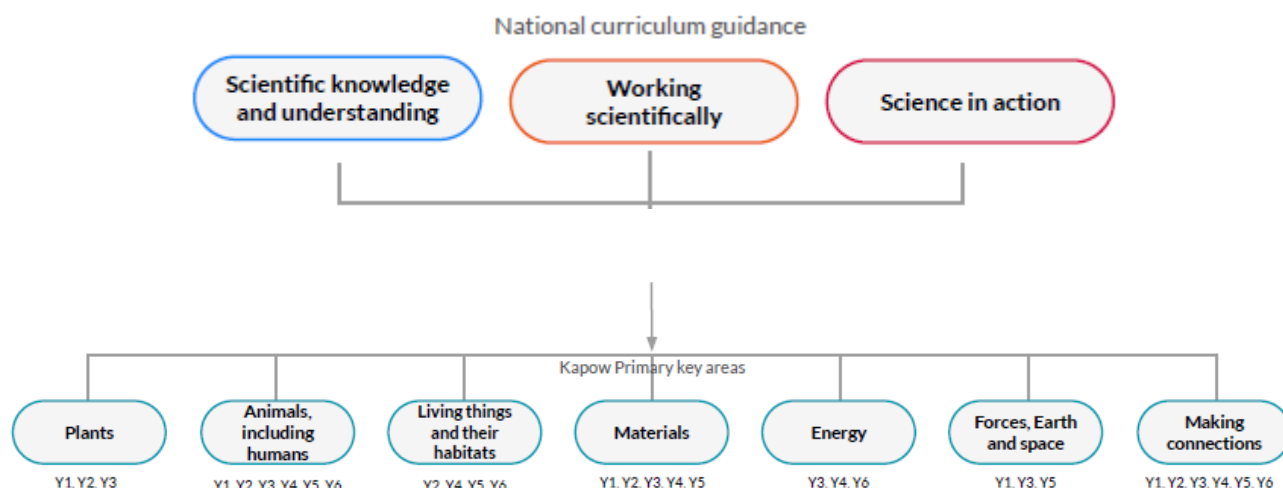 National curriculum guidance
Scientific knowledge
and understanding
Working
scientifically
Science in action
Kapow Primary key areas
Plants
Animals,
including
humans
Living things
and their
habitats
Materials
Energy
Forces, Earth
and space
Making
connections
Y1, Y2, Y3
Y1, Y2, Y3, Y4, Y5, Y6
Y2, Y4, Y5, Y6
Y1, Y2, Y3, Y4, Y5
Y3, Y4, Y6
Y1, Y3, Y5
Y1, Y2, Y3, Y4, Y5, Y6